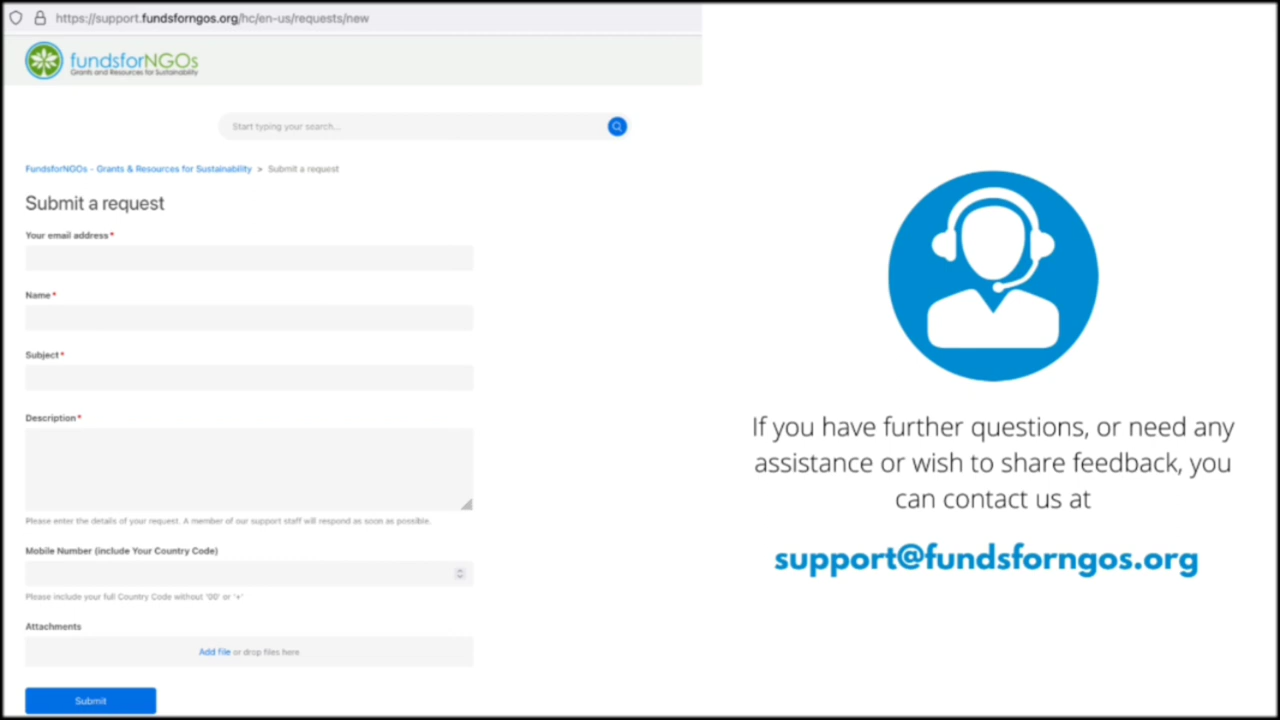 https://support.fundsforngos.org/hc/en-us/requests/new
fundsforNGOs
Grants and Resources for Sustainability
Start typing your search...
FundsforNGOs - Grants & Resources for Sustainability > Submit a request
Submit a request
Your email address*
Name*
Subject*
Description*
Please enter the details of your request. A member of our support staff will respond as soon as possible.
Mobile Number (include Your Country Code)
Please include your full Country Code without '00' or '+'
Attachments
Add file or drop files here
Submit
If you have further questions, or need any
assistance or wish to share feedback, you
can contact us at
support@fundsforngos.org